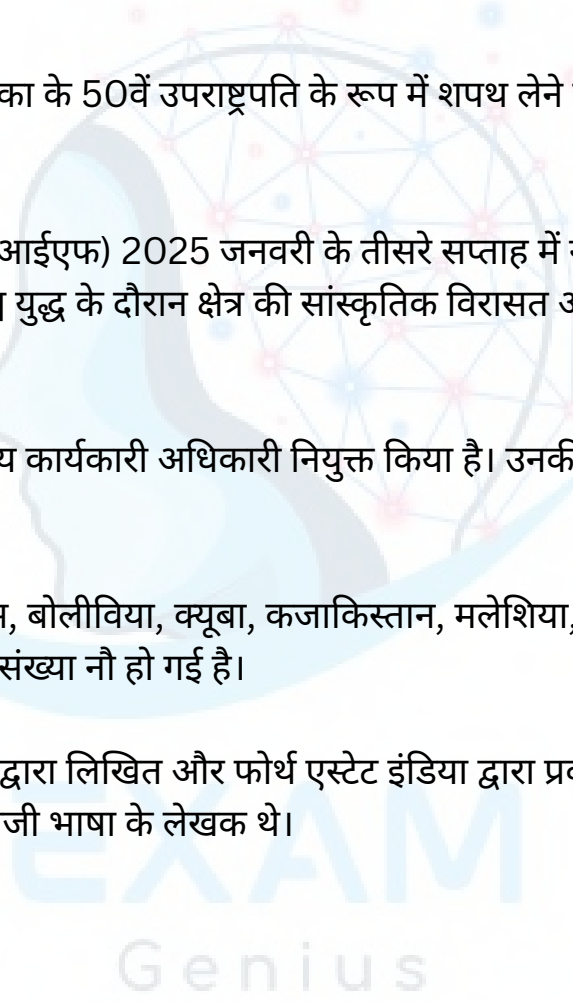 का के 50वें उपराष्ट्रपति के रूप में शपथ लेने
आईएफ) 2025 जनवरी के तीसरे सप्ताह में
युद्ध के दौरान क्षेत्र की सांस्कृतिक विरासत
य कार्यकारी अधिकारी नियुक्त किया है। उनकी
बोलीविया, क्यूबा, कजाकिस्तान, मलेशिया,
संख्या नौ हो गई है।
द्वारा लिखित और फोर्थ एस्टेट इंडिया द्वारा प्र
जी भाषा के लेखक थे।
EXAM
Genius